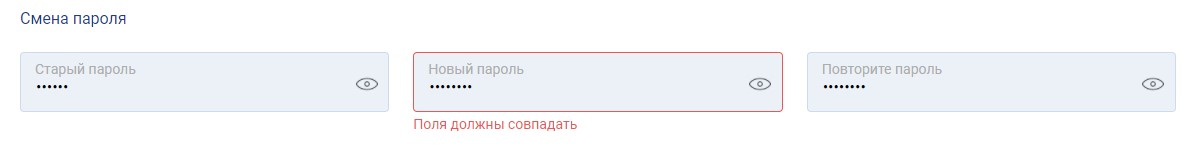 Смена пароля
Старый пароль
••••••
Новый пароль
••••••••
Повторите пароль
••••••••
Поля должны совпадать